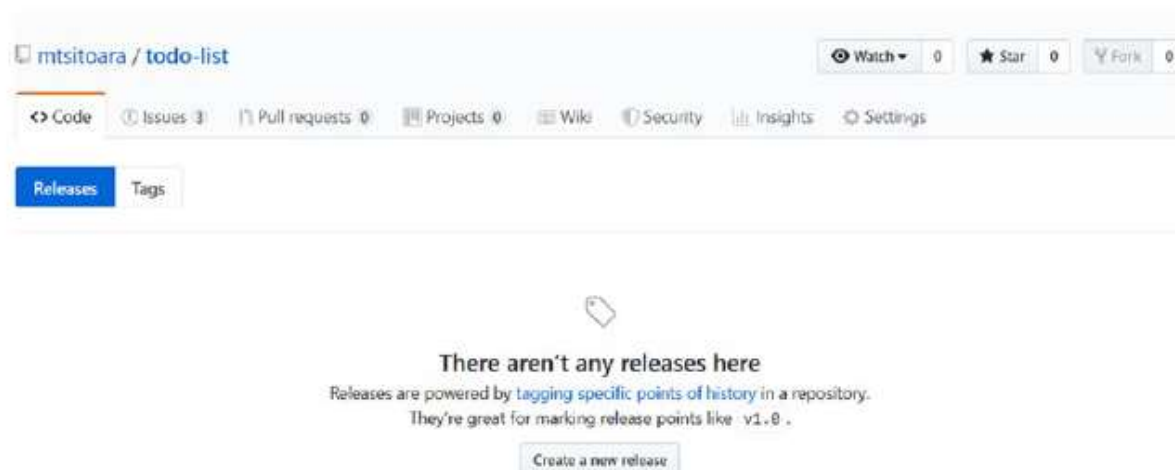 mtsitoara / todo-list
Watch 0 Star 0 Fork 0
Code Issues 3 Pull requests 0 Projects 0 Wiki Security Insights Settings
Releases Tags
There aren't any releases here
Releases are powered by tagging specific points of history in a repository.
They're great for marking release points like v1.0.
Create a new release